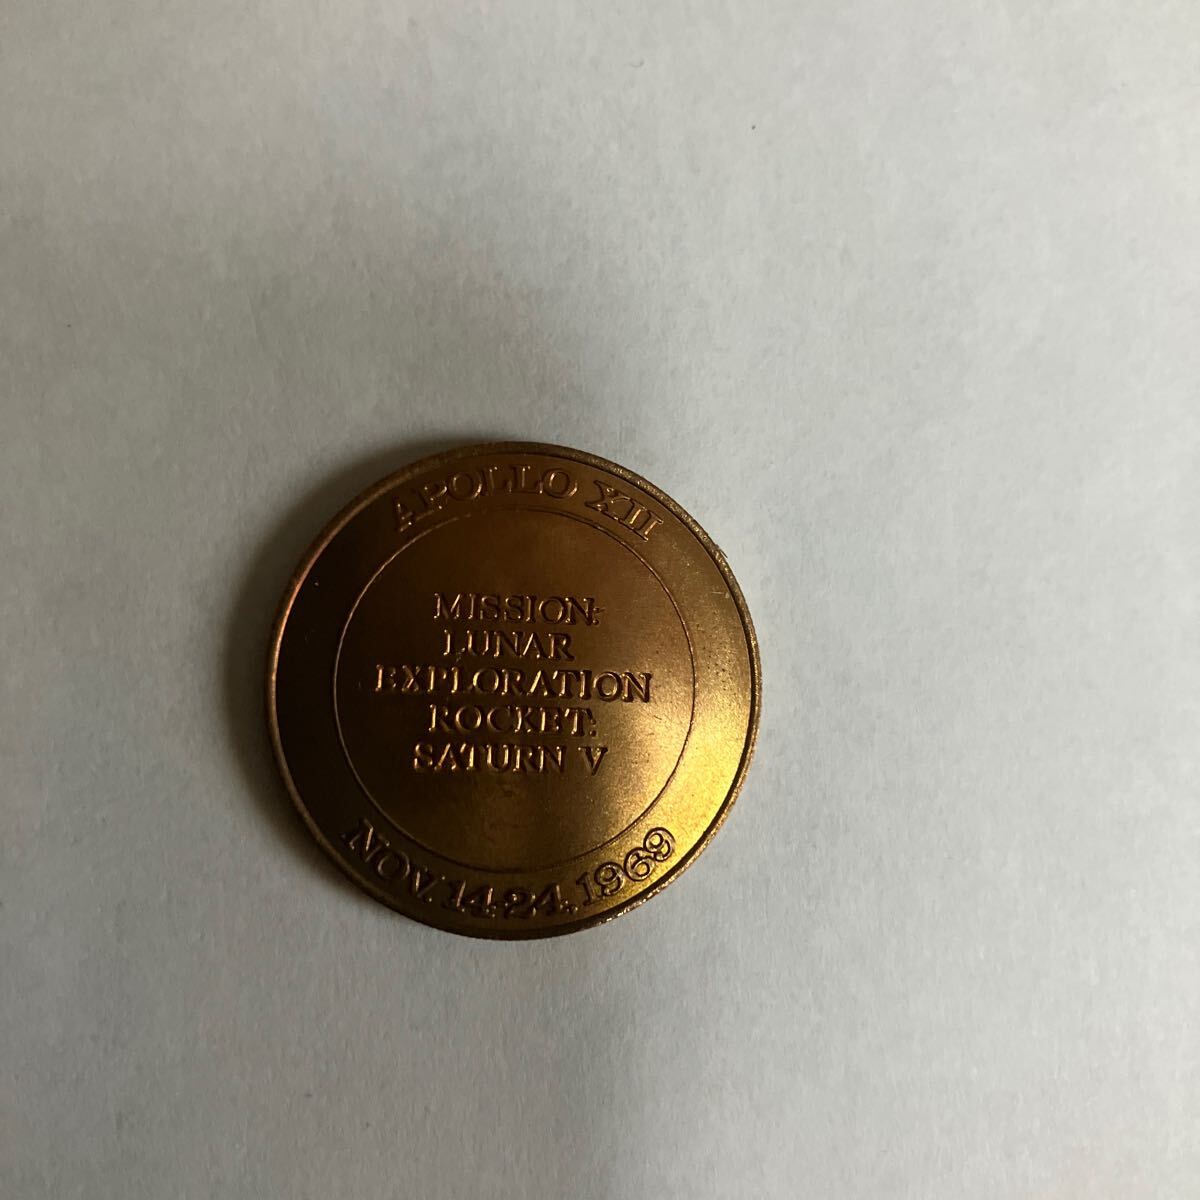 APOLLO XII
MISSION:
LUNAR
EXPLORATION
ROCKET:
SATURN V
NOV. 14-24, 1969